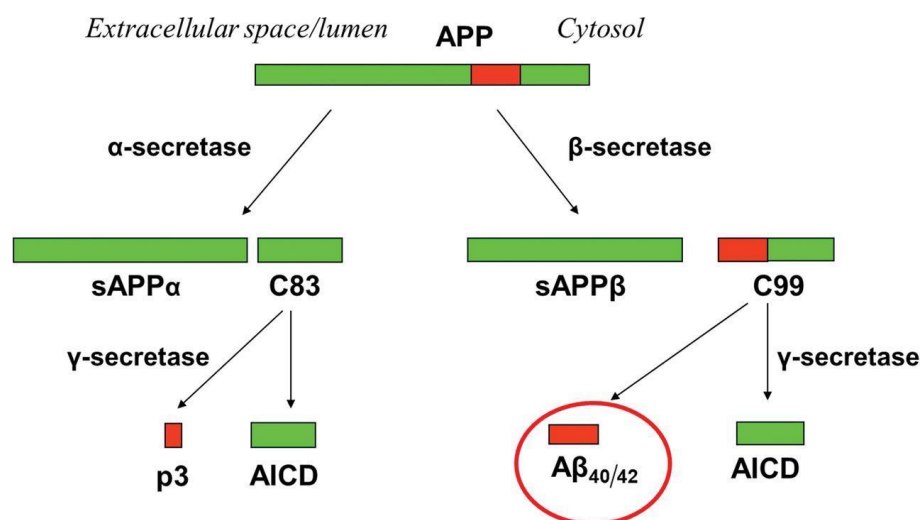 Extracellular space/lumen
APP
Cytosol
α-secretase
β-secretase
sAPPα
C83
sAPPβ
C99
γ-secretase
γ-secretase
p3
AICD
Aβ40/42
AICD